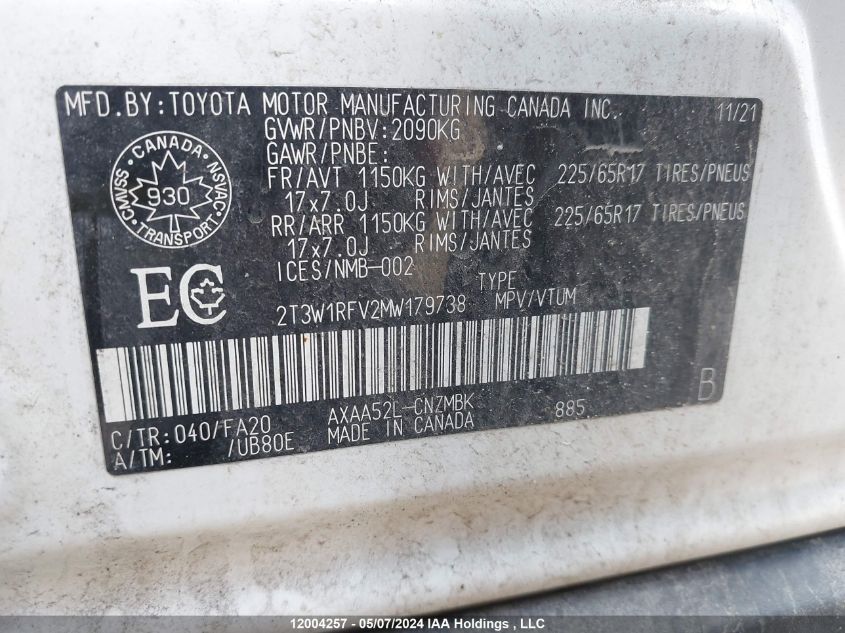 MFD.BY:TOYOTA MOTOR MANUFACTURING CANADA INC. 11/21
GVWR/PNBV:2090KG
GAWR/PNBE:
FR/AVT 1150KG WITH/AVEC 225/65R17 TIRES/PNEUS
17x7.0J RIMS/JANTES
RR/ARR 1150KG WITH/AVEC 225/65R17 TIRES/PNEUS
17x7.0J RIMS/JANTES
ICES/NMB-002
CANADA
CMVSS 930 NSVAC
TRANSPORT
EC
TYPE
2T3W1RFV2MW179738 MPV/VTUM
B
C/TR:040/FA20 AXAA52L-CNZMBK 885
A/TM: /UB80E MADE IN CANADA
12004257 - 05/07/2024 IAA Holdings , LLC